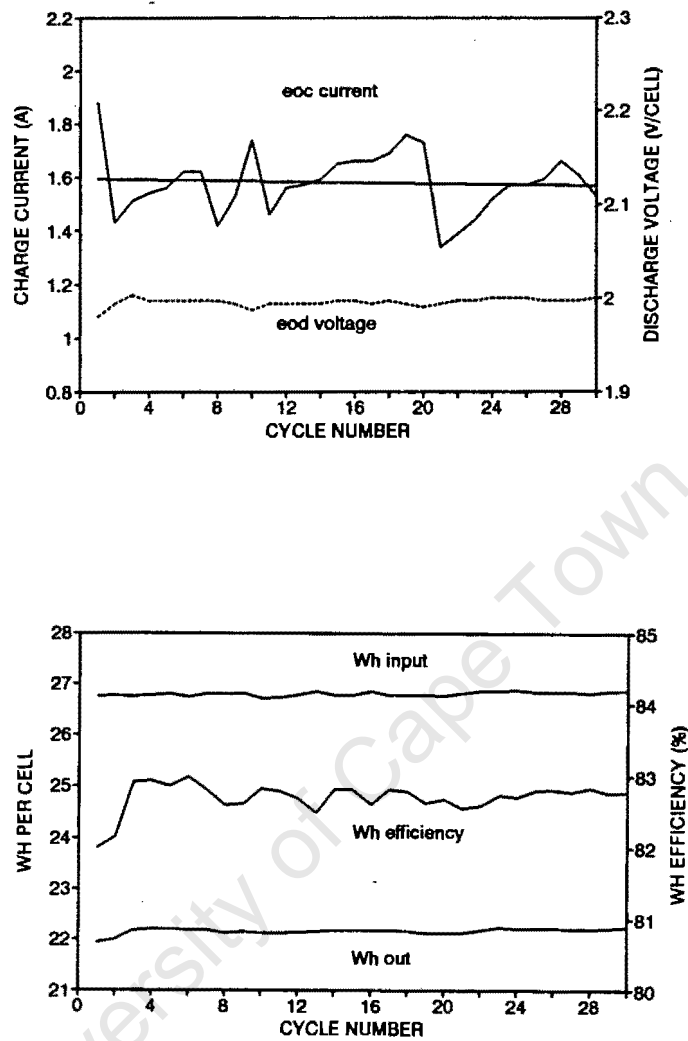 2.2
2
1.8
1.6
1.4
1.2
1
0.8
CHARGE CURRENT (A)
eoc current
eod voltage
2.3
2.2
2.1
2
1.9
DISCHARGE VOLTAGE (V/CELL)
0 4 8 12 16 20 24 28
CYCLE NUMBER
28
27
26
25
24
23
22
21
WH PER CELL
Wh input
Wh efficiency
Wh out
85
84
83
82
81
80
WH EFFICIENCY (%)
0 4 8 12 16 20 24 28
CYCLE NUMBER
versity of Cape Town